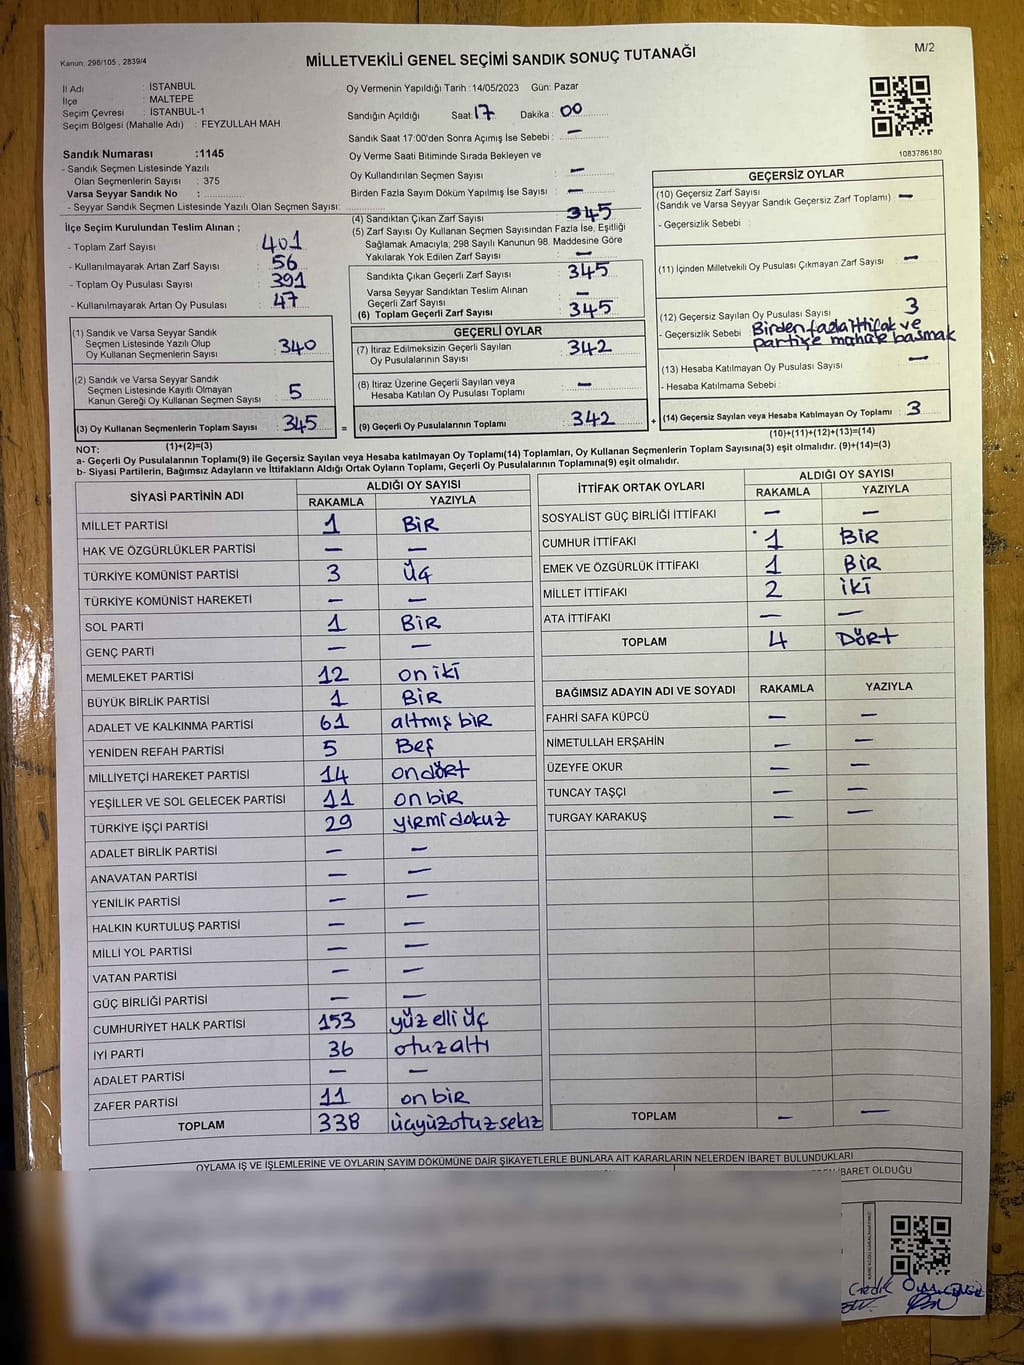 Kanun: 298/105 , 2839/4
MİLLETVEKİLİ GENEL SEÇİMİ SANDIK SONUÇ TUTANAĞI
M/2
İl Adı : İSTANBUL
İlçe : MALTEPE
Seçim Çevresi : İSTANBUL-1
Seçim Bölgesi (Mahalle Adı) : FEYZULLAH MAH
Sandık Numarası :1145
- Sandık Seçmen Listesinde Yazılı
Olan Seçmenlerin Sayısı : 375
Varsa Seyyar Sandık No :
- Seyyar Sandık Seçmen Listesinde Yazılı Olan Seçmen Sayısı:
Oy Vermenin Yapıldığı Tarih :14/05/2023 Gün: Pazar
Sandığın Açıldığı Saat: 17 Dakika: 00
Sandık Saat 17:00'den Sonra Açımış İse Sebebi: —
Oy Verme Saati Bitiminde Sırada Bekleyen ve
Oy Kullandırılan Seçmen Sayısı —
Birden Fazla Sayım Döküm Yapılmış İse Sayısı —
1083786180
İlçe Seçim Kurulundan Teslim Alınan ;
- Toplam Zarf Sayısı 401
- Kullanılmayarak Artan Zarf Sayısı 56
- Toplam Oy Pusulası Sayısı 391
- Kullanılmayarak Artan Oy Pusulası 47
(1) Sandık ve Varsa Seyyar Sandık
Seçmen Listesinde Yazılı Olup
Oy Kullanan Seçmenlerin Sayısı 340
(2) Sandık ve Varsa Seyyar Sandık
Seçmen Listesinde Kayıtlı Olmayan
Kanun Gereği Oy Kullanan Seçmen Sayısı 5
(3) Oy Kullanan Seçmenlerin Toplam Sayısı 345 =
(1)+(2)=(3)
(4) Sandıktan Çıkan Zarf Sayısı 345
(5) Zarf Sayısı Oy Kullanan Seçmen Sayısından Fazla İse, Eşitliği
Sağlamak Amacıyla; 298 Sayılı Kanunun 98. Maddesine Göre
Yakılarak Yok Edilen Zarf Sayısı —
Sandıkta Çıkan Geçerli Zarf Sayısı 345
Varsa Seyyar Sandıktan Teslim Alınan
Geçerli Zarf Sayısı —
(6) Toplam Geçerli Zarf Sayısı 345
GEÇERLİ OYLAR
(7) İtiraz Edilmeksizin Geçerli Sayılan
Oy Pusulalarının Sayısı 342
(8) İtiraz Üzerine Geçerli Sayılan veya
Hesaba Katılan Oy Pusulası Toplamı —
(9) Geçerli Oy Pusulalarının Toplamı 342 +
GEÇERSİZ OYLAR
(10) Geçersiz Zarf Sayısı
(Sandık ve Varsa Seyyar Sandık Geçersiz Zarf Toplamı) —
- Geçersizlik Sebebi :
(11) İçinden Milletvekili Oy Pusulası Çıkmayan Zarf Sayısı —
(12) Geçersiz Sayılan Oy Pusulası Sayısı 3
- Geçersizlik Sebebi : Birden fazla ittifak ve
partiye mühür basmak
(13) Hesaba Katılmayan Oy Pusulası Sayısı —
- Hesaba Katılmama Sebebi :
(14) Geçersiz Sayılan veya Hesaba Katılmayan Oy Toplamı 3
(10)+(11)+(12)+(13)=(14)
NOT:
a- Geçerli Oy Pusulalarının Toplamı(9) ile Geçersiz Sayılan veya Hesaba katılmayan Oy Toplamı(14) Toplamları, Oy Kullanan Seçmenlerin Toplam Sayısına(3) eşit olmalıdır. (9)+(14)=(3)
b- Siyasi Partilerin, Bağımsız Adayların ve İttifakların Aldığı Ortak Oyların Toplamı, Geçerli Oy Pusulalarının Toplamına(9) eşit olmalıdır.
SİYASİ PARTİNİN ADI ALDIĞI OY SAYISI
RAKAMLA YAZIYLA
MİLLET PARTİSİ 1 BİR
HAK VE ÖZGÜRLÜKLER PARTİSİ — —
TÜRKİYE KOMÜNİST PARTİSİ 3 Üç
TÜRKİYE KOMÜNİST HAREKETİ — —
SOL PARTİ 1 BİR
GENÇ PARTİ — —
MEMLEKET PARTİSİ 12 on iki
BÜYÜK BİRLİK PARTİSİ 1 BİR
ADALET VE KALKINMA PARTİSİ 61 altmış bir
YENİDEN REFAH PARTİSİ 5 Beş
MİLLİYETÇİ HAREKET PARTİSİ 14 on dört
YEŞİLLER VE SOL GELECEK PARTİSİ 11 on bir
TÜRKİYE İŞÇİ PARTİSİ 29 yirmi dokuz
ADALET BİRLİK PARTİSİ — —
ANAVATAN PARTİSİ — —
YENİLİK PARTİSİ — —
HALKIN KURTULUŞ PARTİSİ — —
MİLLİ YOL PARTİSİ — —
VATAN PARTİSİ — —
GÜÇ BİRLİĞİ PARTİSİ — —
CUMHURİYET HALK PARTİSİ 153 yüz elli üç
İYİ PARTİ 36 otuz altı
ADALET PARTİSİ — —
ZAFER PARTİSİ 11 on bir
TOPLAM 338 üçyüzotuzsekiz
İTTİFAK ORTAK OYLARI ALDIĞI OY SAYISI
RAKAMLA YAZIYLA
SOSYALİST GÜÇ BİRLİĞİ İTTİFAKI — —
CUMHUR İTTİFAKI 1 BİR
EMEK VE ÖZGÜRLÜK İTTİFAKI 1 BİR
MİLLET İTTİFAKI 2 iki
ATA İTTİFAKI — —
TOPLAM 4 Dört
BAĞIMSIZ ADAYIN ADI VE SOYADI RAKAMLA YAZIYLA
FAHRİ SAFA KÜPCÜ — —
NİMETULLAH ERŞAHİN — —
ÜZEYFE OKUR — —
TUNCAY TAŞÇI — —
TURGAY KARAKUŞ — —
TOPLAM — —
OYLAMA İŞ VE İŞLEMLERİNE VE OYLARIN SAYIM DÖKÜMÜNE DAİR ŞİKAYETLERLE BUNLARA AİT KARARLARIN NELERDEN İBARET BULUNDUKLARI
İBARET OLDUĞU